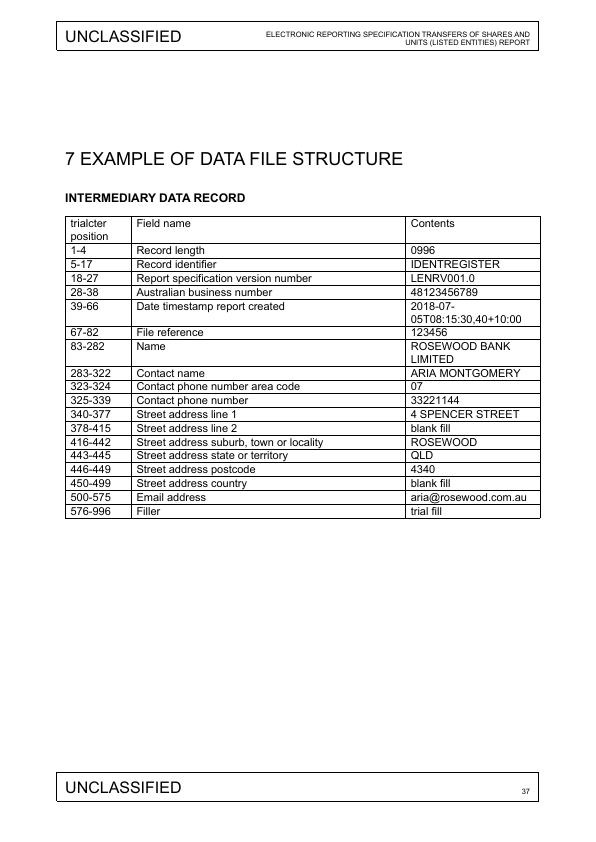 UNCLASSIFIED
ELECTRONIC REPORTING SPECIFICATION TRANSFERS OF SHARES AND
UNITS (LISTED ENTITIES) REPORT
7 EXAMPLE OF DATA FILE STRUCTURE
INTERMEDIARY DATA RECORD
trialcter position Field name Contents
1-4 Record length 0996
5-17 Record identifier IDENTREGISTER
18-27 Report specification version number LENRV001.0
28-38 Australian business number 48123456789
39-66 Date timestamp report created 2018-07-
05T08:15:30,40+10:00
67-82 File reference 123456
83-282 Name ROSEWOOD BANK
LIMITED
283-322 Contact name ARIA MONTGOMERY
323-324 Contact phone number area code 07
325-339 Contact phone number 33221144
340-377 Street address line 1 4 SPENCER STREET
378-415 Street address line 2 blank fill
416-442 Street address suburb, town or locality ROSEWOOD
443-445 Street address state or territory QLD
446-449 Street address postcode 4340
450-499 Street address country blank fill
500-575 Email address aria@rosewood.com.au
576-996 Filler trial fill
UNCLASSIFIED
37